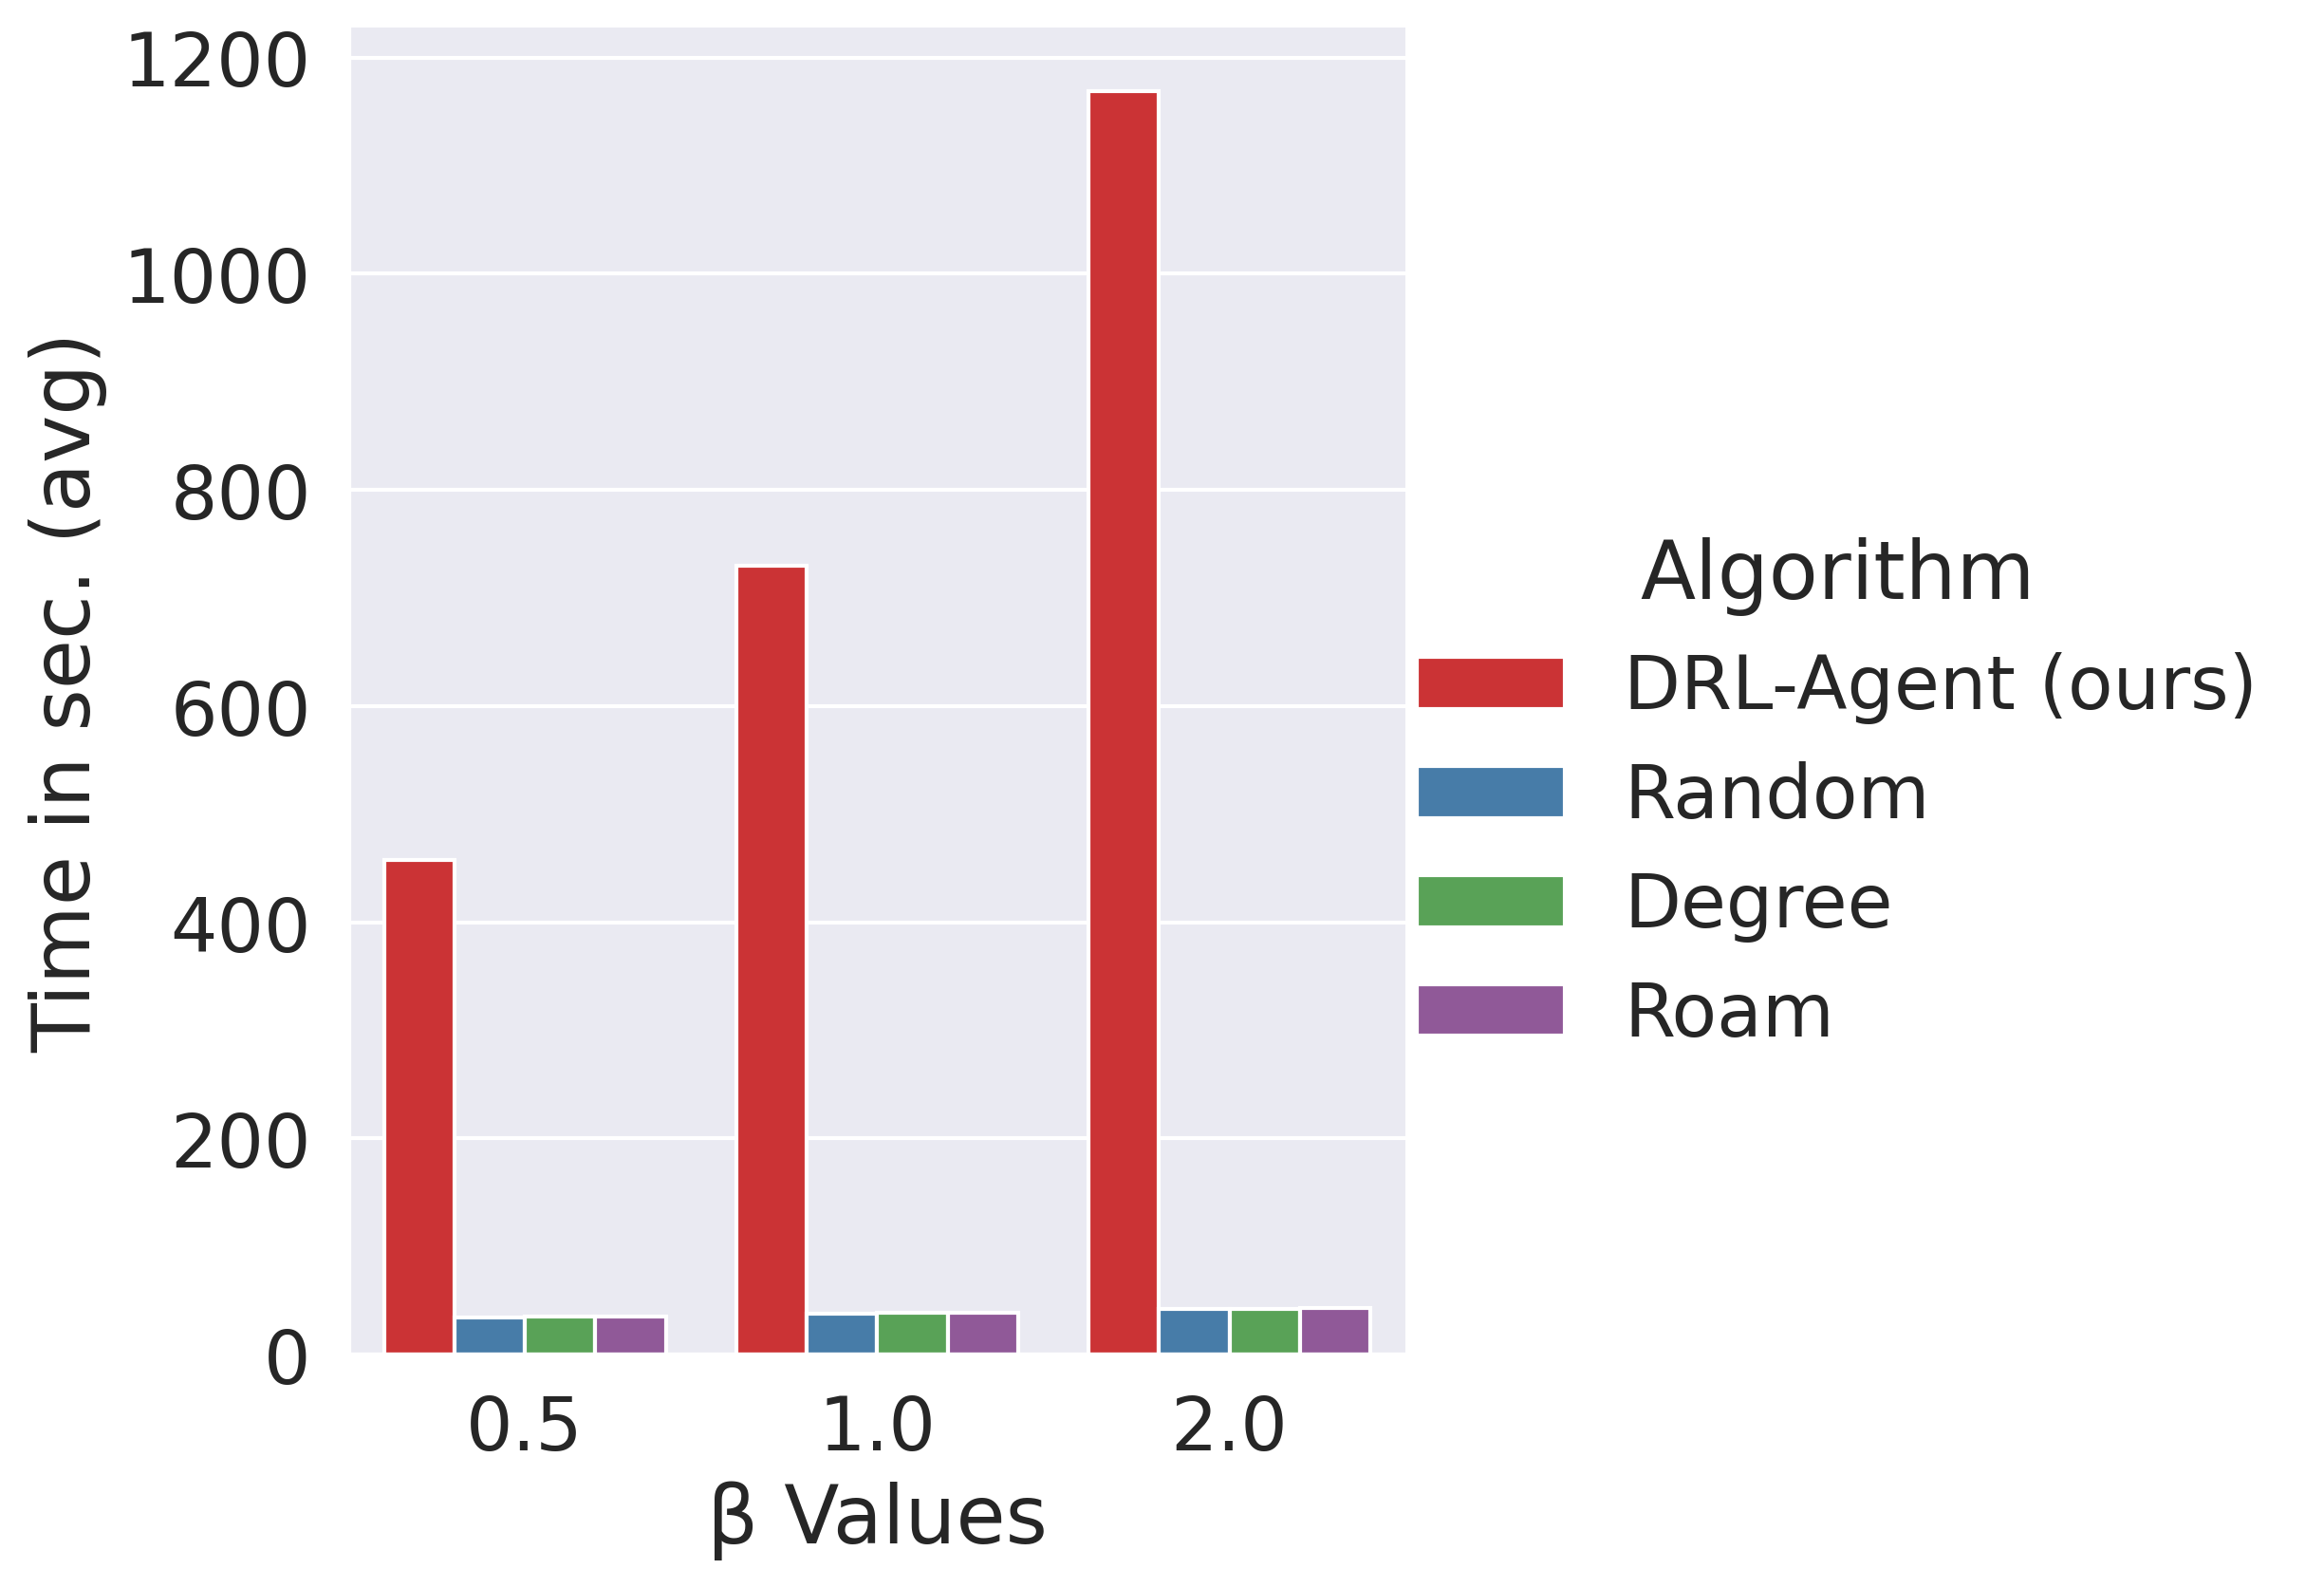 1200
1000
800
600
400
200
0
Time in sec. (avg)
0.5 1.0 2.0
β Values
Algorithm
DRL-Agent (ours)
Random
Degree
Roam